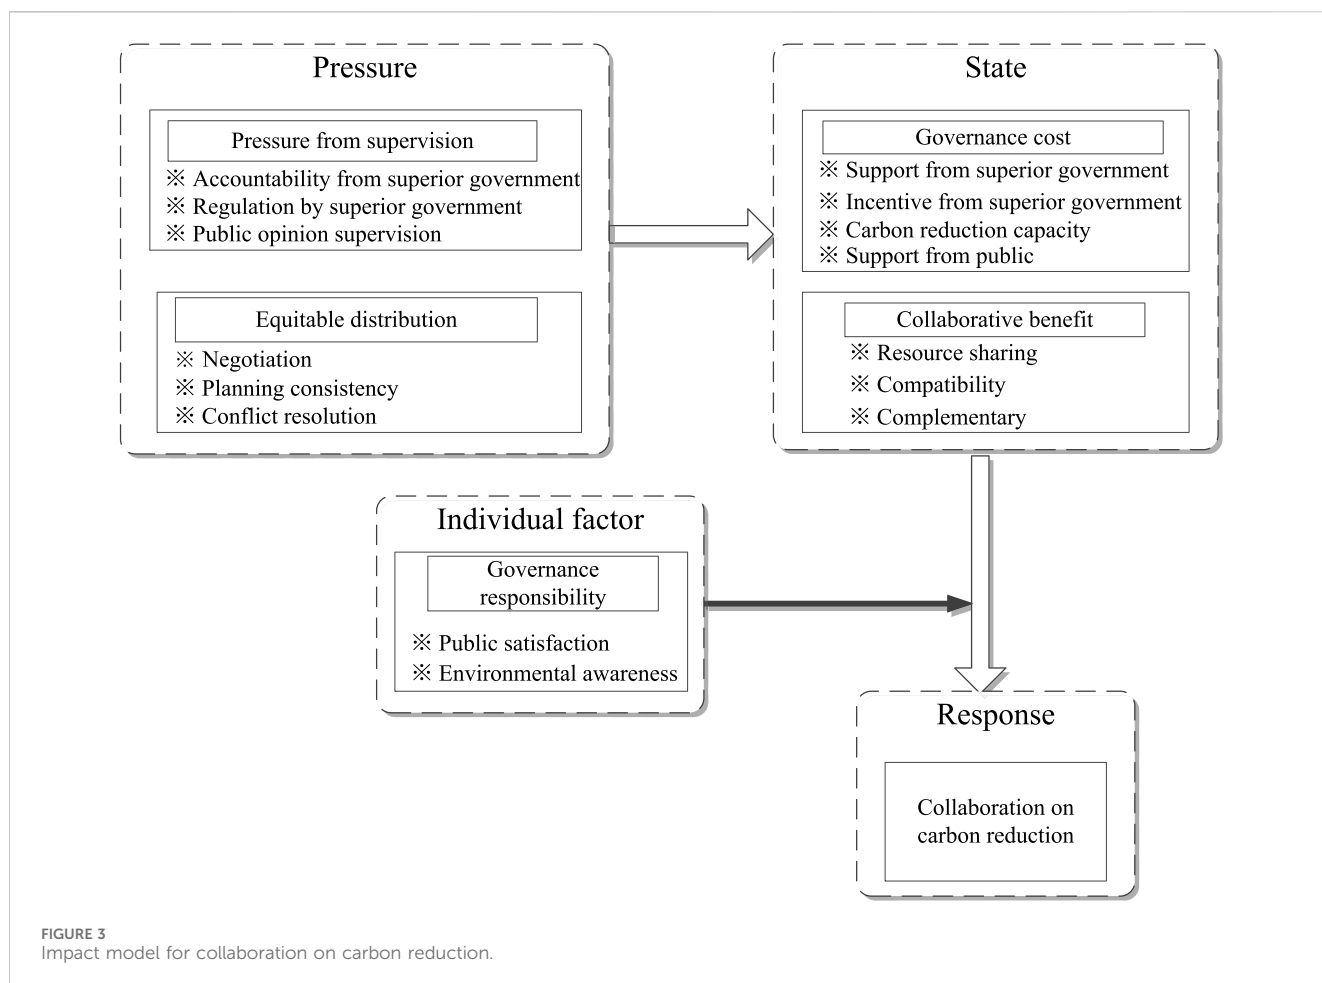 Pressure
Pressure from supervision
※ Accountability from superior government
※ Regulation by superior government
※ Public opinion supervision
Equitable distribution
※ Negotiation
※ Planning consistency
※ Conflict resolution
State
Governance cost
※ Support from superior government
※ Incentive from superior government
※ Carbon reduction capacity
※ Support from public
Collaborative benefit
※ Resource sharing
※ Compatibility
※ Complementary
Individual factor
Governance
responsibility
※ Public satisfaction
※ Environmental awareness
Response
Collaboration on
carbon reduction
FIGURE 3
Impact model for collaboration on carbon reduction.